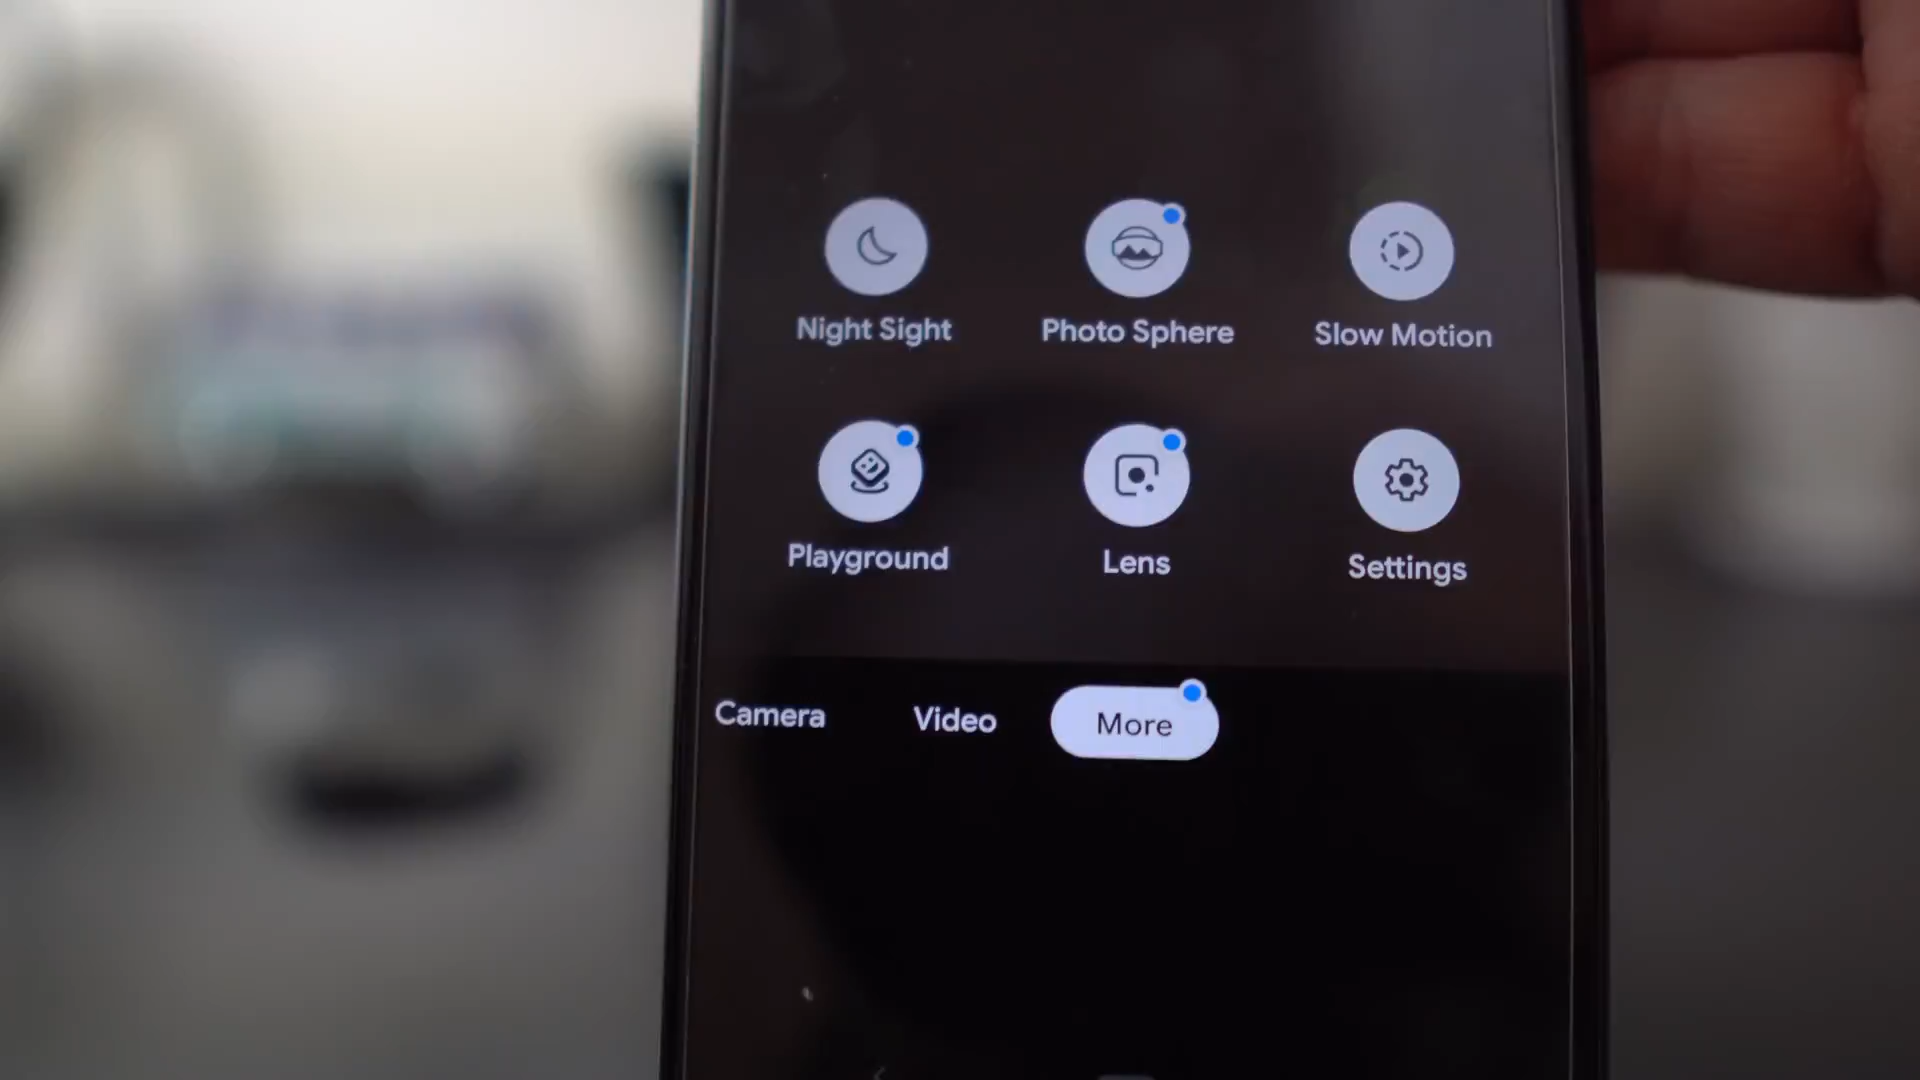 Night Sight
Photo Sphere
Slow Motion
Playground
Lens
Settings
Camera
Video
More